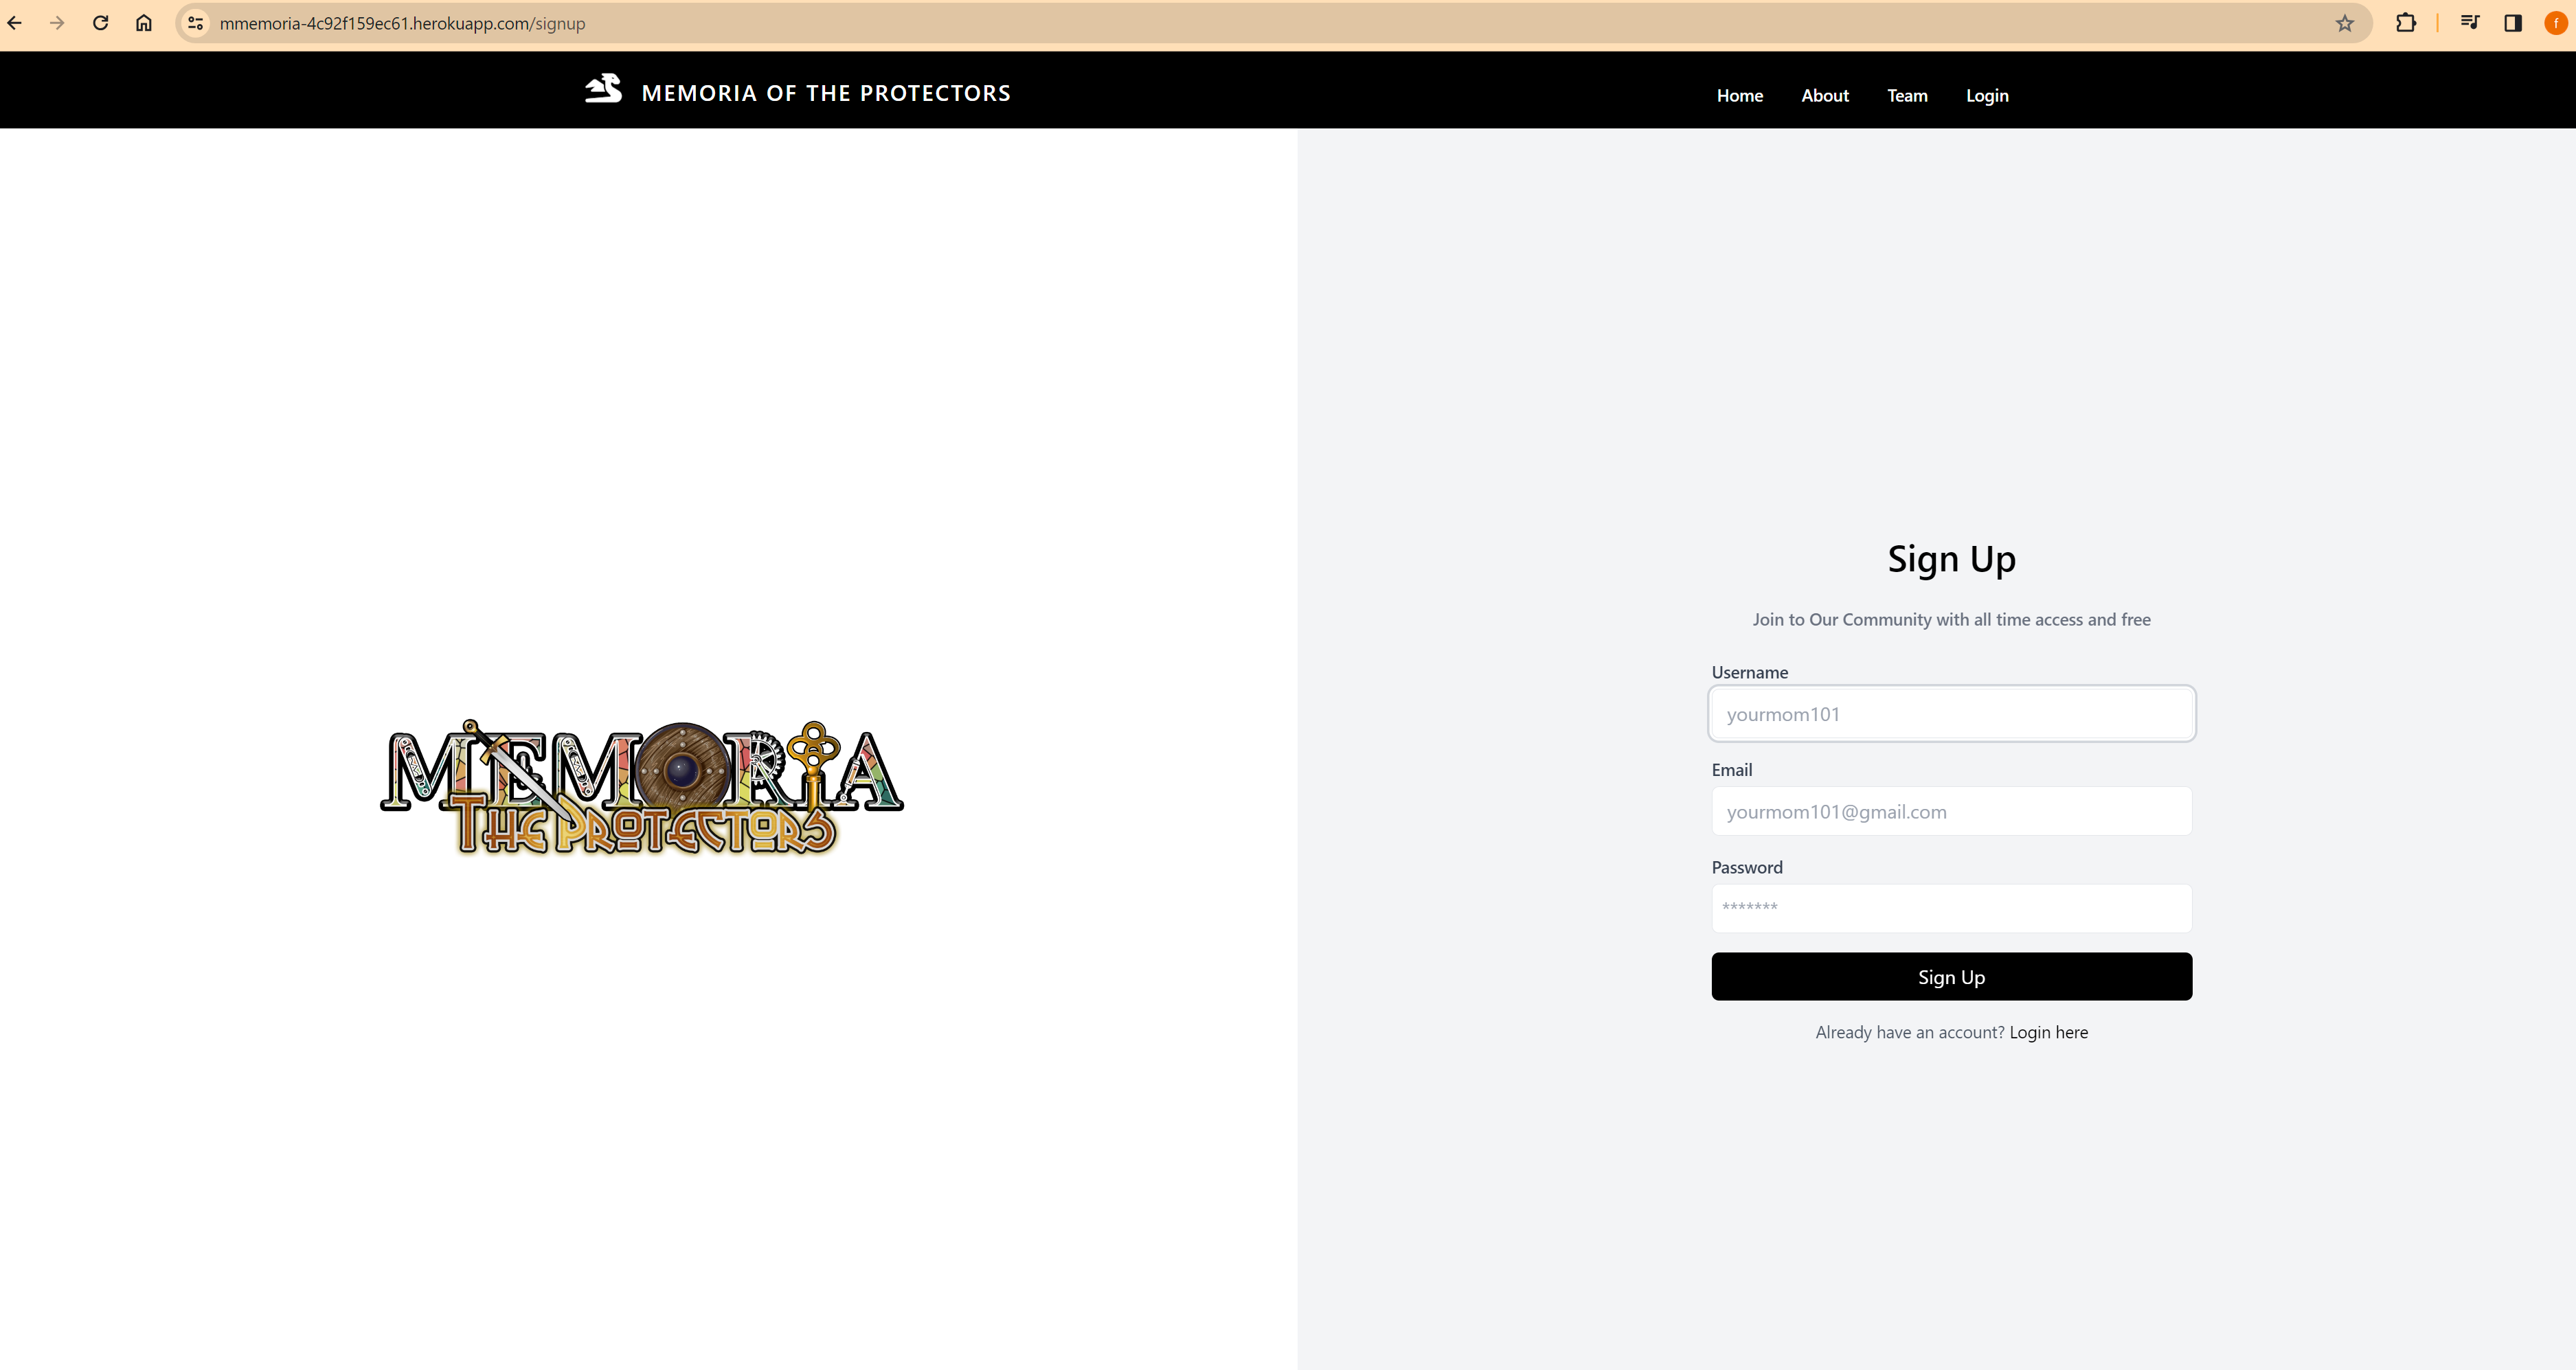 mmemoria-4c92f159ec61.herokuapp.com/signup
f
MEMORIA OF THE PROTECTORS
Home
About
Team
Login
MEMORIA
THE PROTECTORS
Sign Up
Join to Our Community with all time access and free
Username
yourmom101
Email
yourmom101@gmail.com
Password
*******
Sign Up
Already have an account? Login here